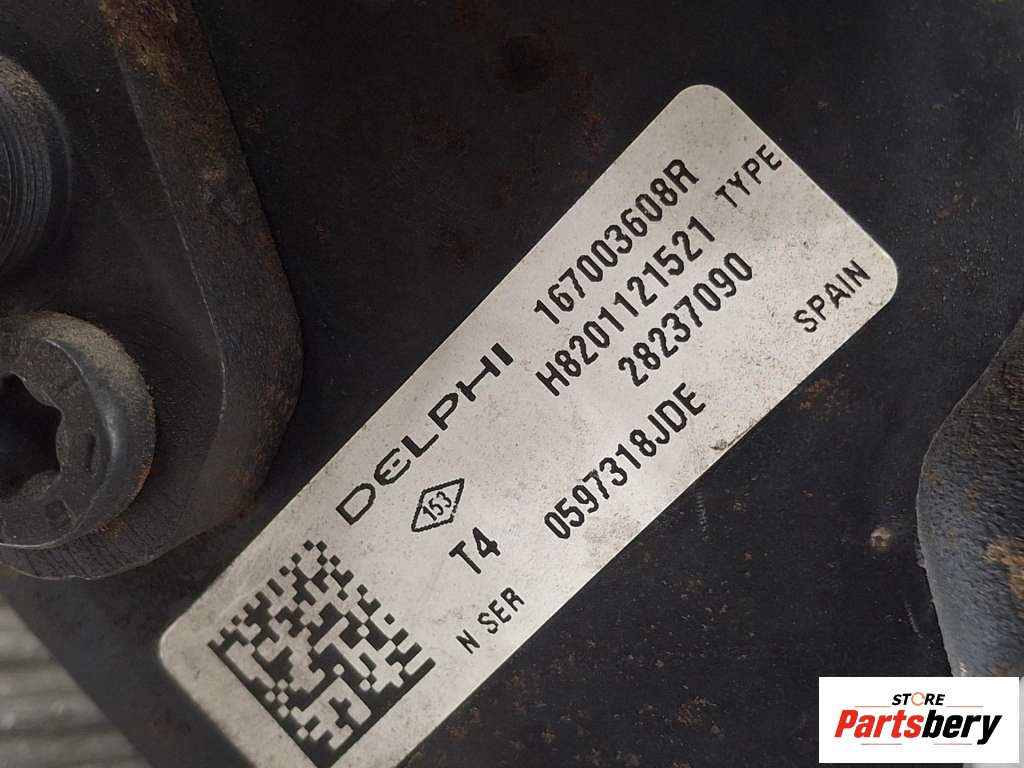 DELPHI 167003608R
153 H8201121521 TYPE
T4 28237090
N SER 0597318JDE SPAIN
STORE
Partsbery